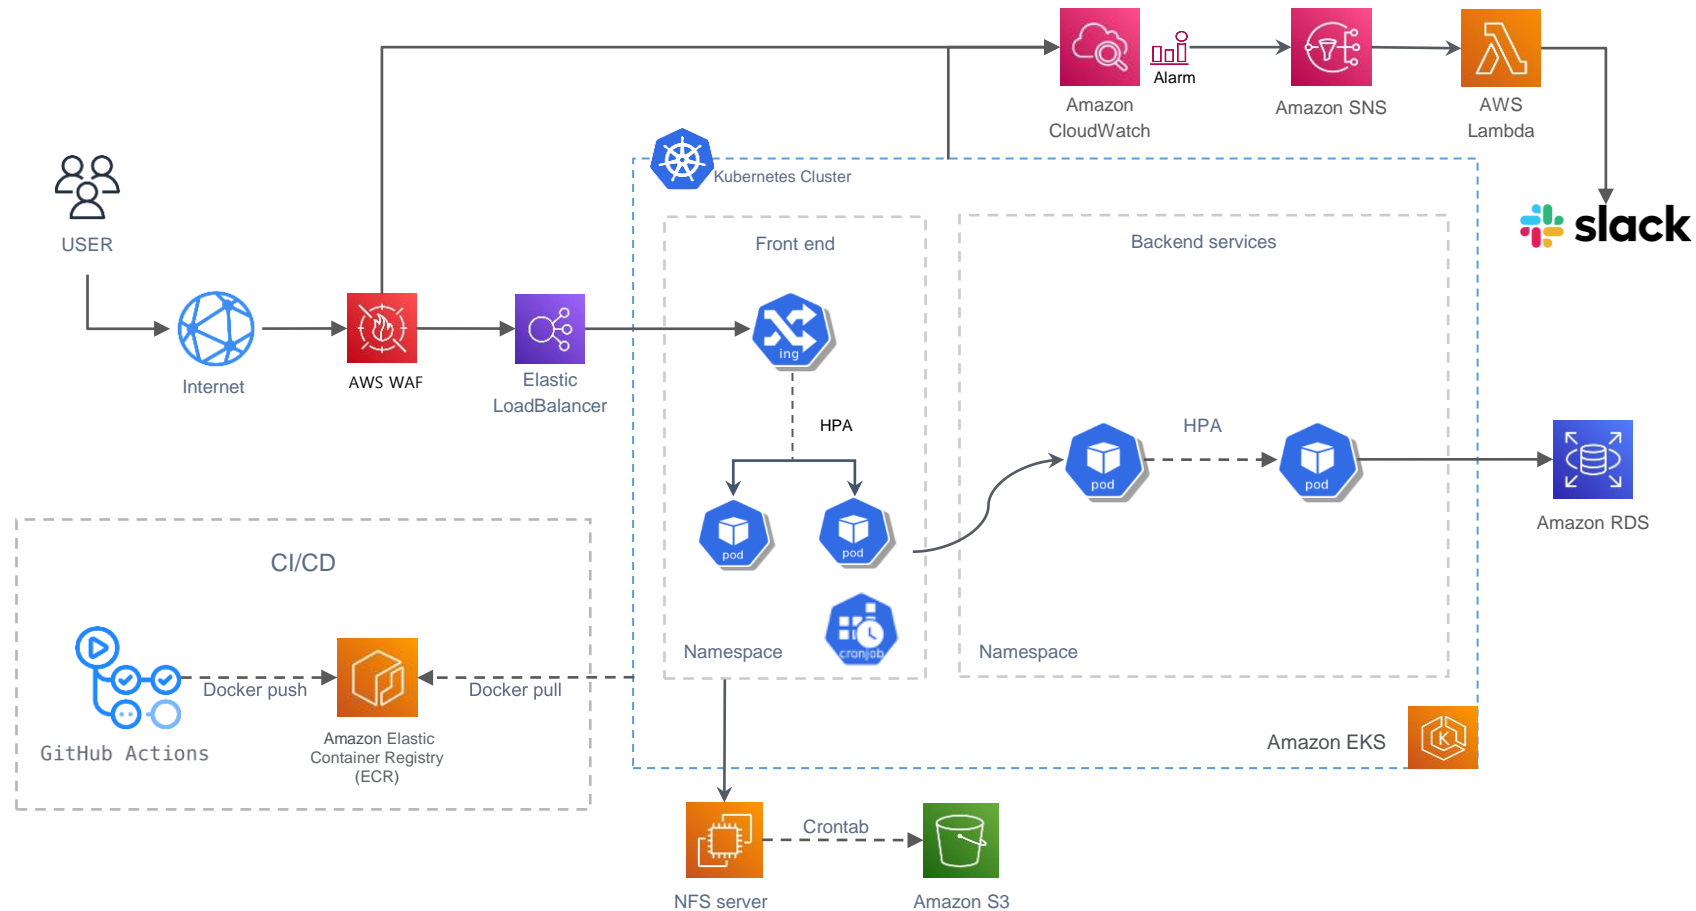 Alarm
Amazon
CloudWatch
Amazon SNS
AWS
Lambda
Kubernetes Cluster
USER
slack
Front end
Backend services
ing
Internet
AWS WAF
Elastic
LoadBalancer
HPA
HPA
pod
pod
pod
pod
Amazon RDS
CI/CD
cronjob
Namespace
Namespace
Docker push
Docker pull
GitHub Actions
Amazon Elastic
Container Registry
(ECR)
Amazon EKS
K
Crontab
NFS server
Amazon S3